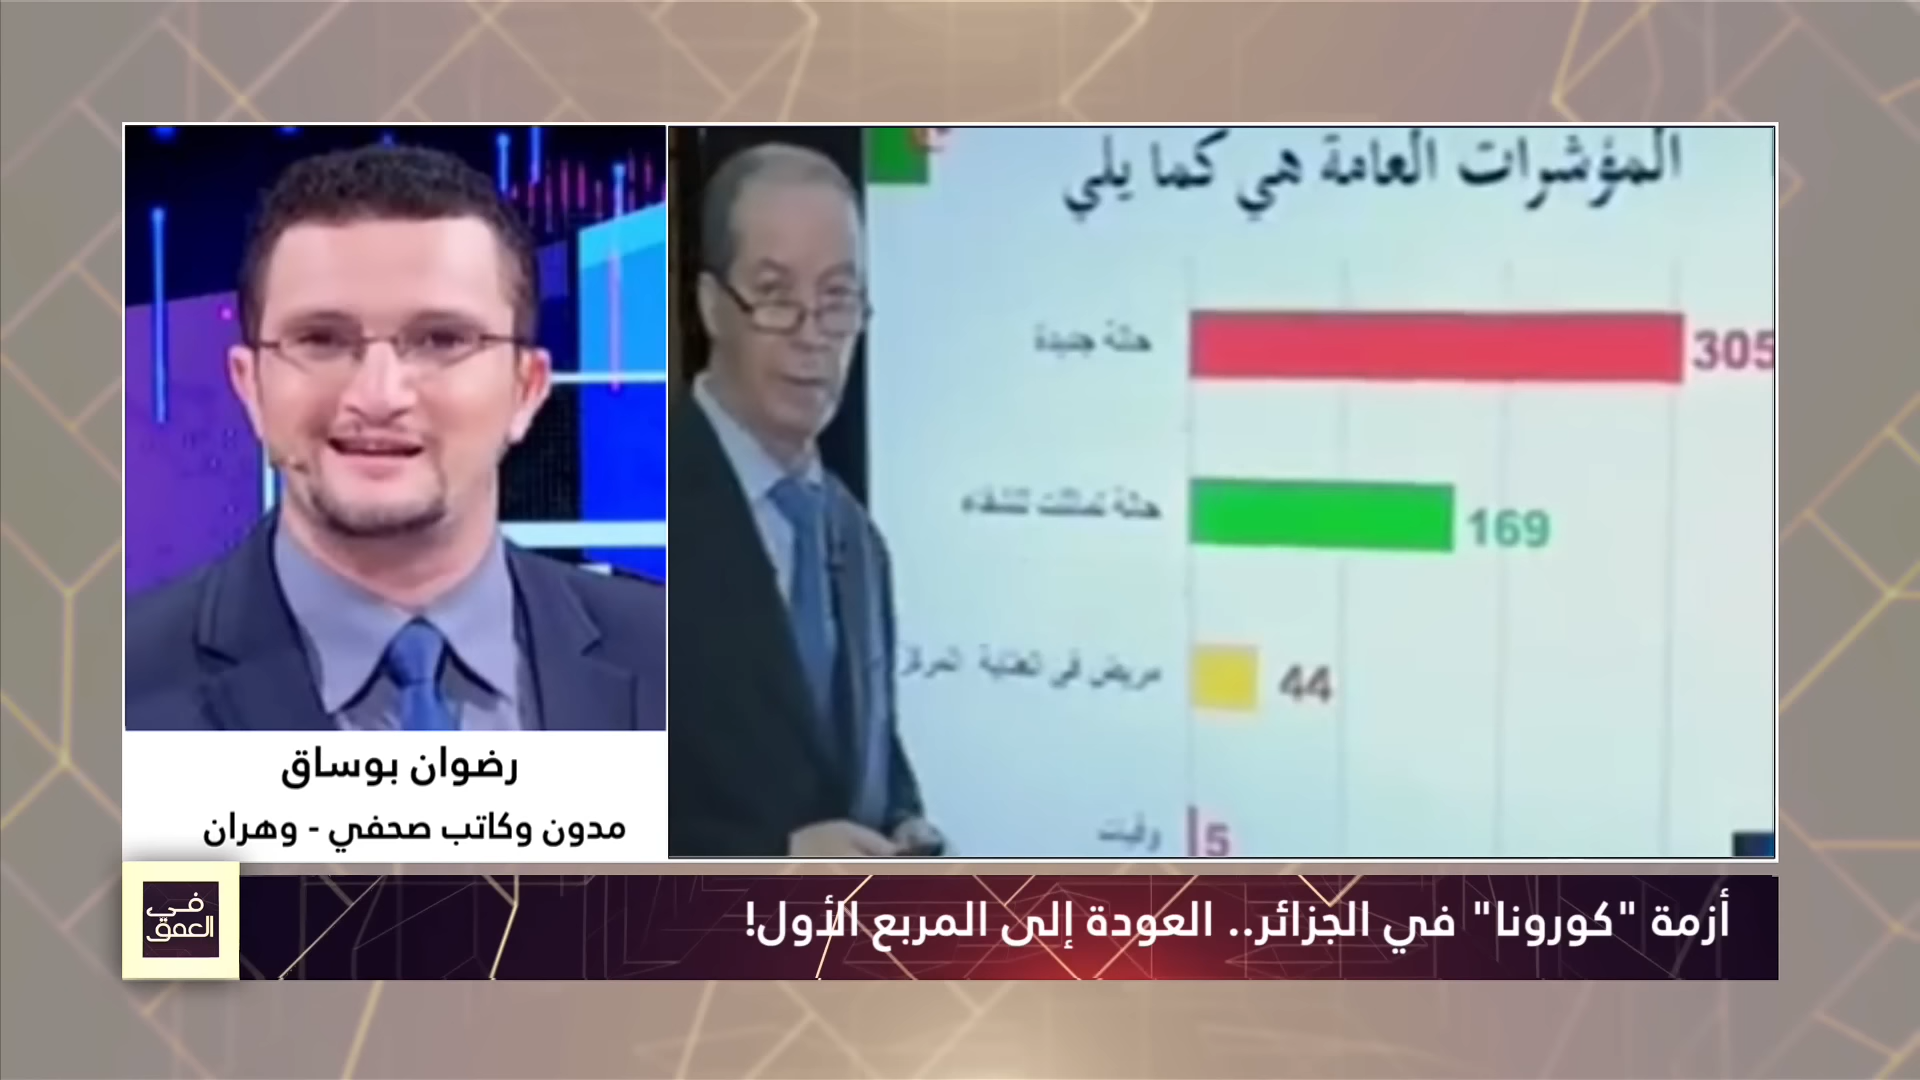 المؤشرات العامة هي كما يلي
حالة جديدة
305
حالة تماثلت للشفاء
169
مريض في العناية المركزة
44
وفيات
5
رضوان بوساق
مدون وكاتب صحفي - وهران
في
العمق
أزمة "كورونا" في الجزائر.. العودة إلى المربع الأول!